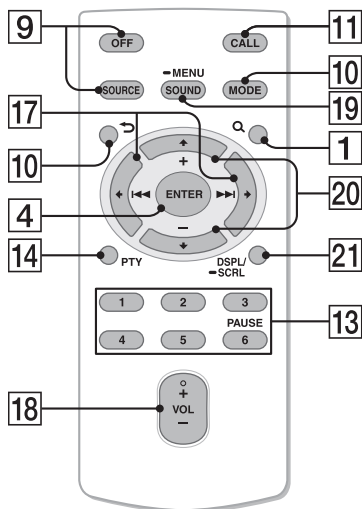 9 OFF CALL 11
SOURCE MENU SOUND MODE 10
17 19
10 1
+
4 ENTER 20
−
14 PTY DSPL/ SCRL 21
1 2 3
PAUSE 13
4 5 6
+
18 VOL
−